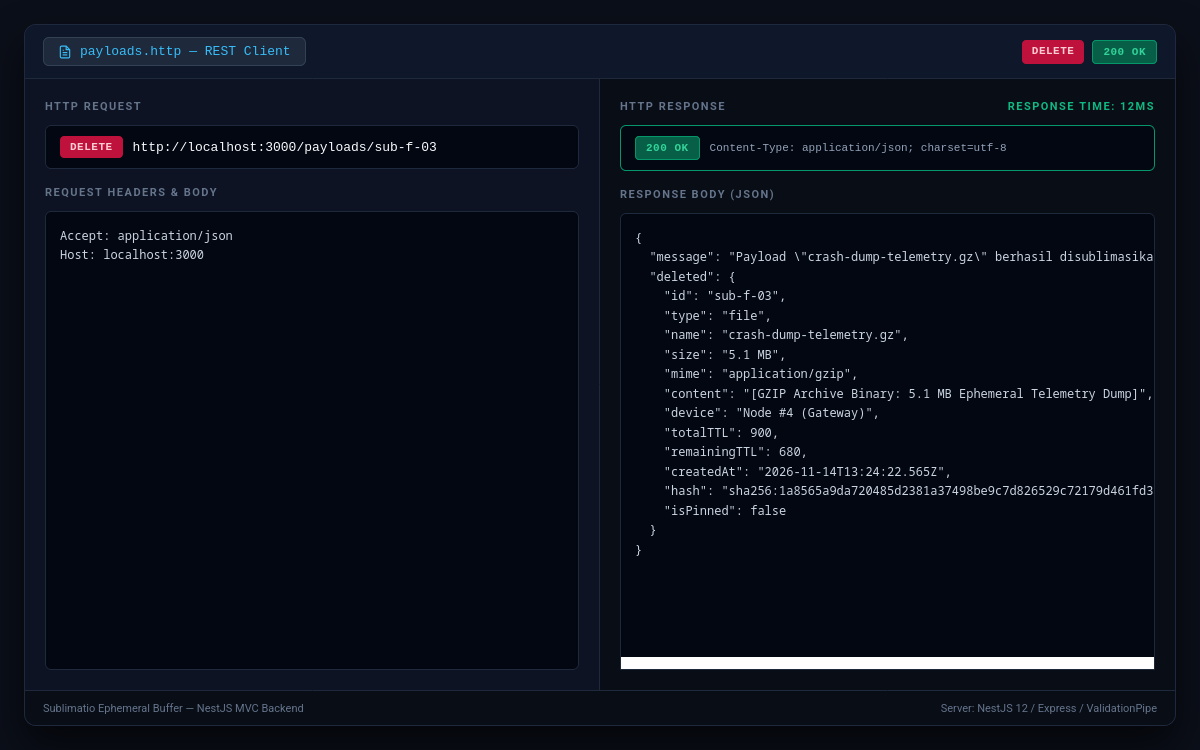 payloads.http — REST Client
DELETE
200 OK
HTTP REQUEST
DELETE http://localhost:3000/payloads/sub-f-03
REQUEST HEADERS & BODY
Accept: application/json
Host: localhost:3000
HTTP RESPONSE
RESPONSE TIME: 12MS
200 OK Content-Type: application/json; charset=utf-8
RESPONSE BODY (JSON)
{
  "message": "Payload \"crash-dump-telemetry.gz\" berhasil disublimasika
  "deleted": {
    "id": "sub-f-03",
    "type": "file",
    "name": "crash-dump-telemetry.gz",
    "size": "5.1 MB",
    "mime": "application/gzip",
    "content": "[GZIP Archive Binary: 5.1 MB Ephemeral Telemetry Dump]",
    "device": "Node #4 (Gateway)",
    "totalTTL": 900,
    "remainingTTL": 680,
    "createdAt": "2026-11-14T13:24:22.565Z",
    "hash": "sha256:1a8565a9da720485d2381a37498be9c7d826529c72179d461fd3
    "isPinned": false
  }
}
Sublimatio Ephemeral Buffer — NestJS MVC Backend
Server: NestJS 12 / Express / ValidationPipe